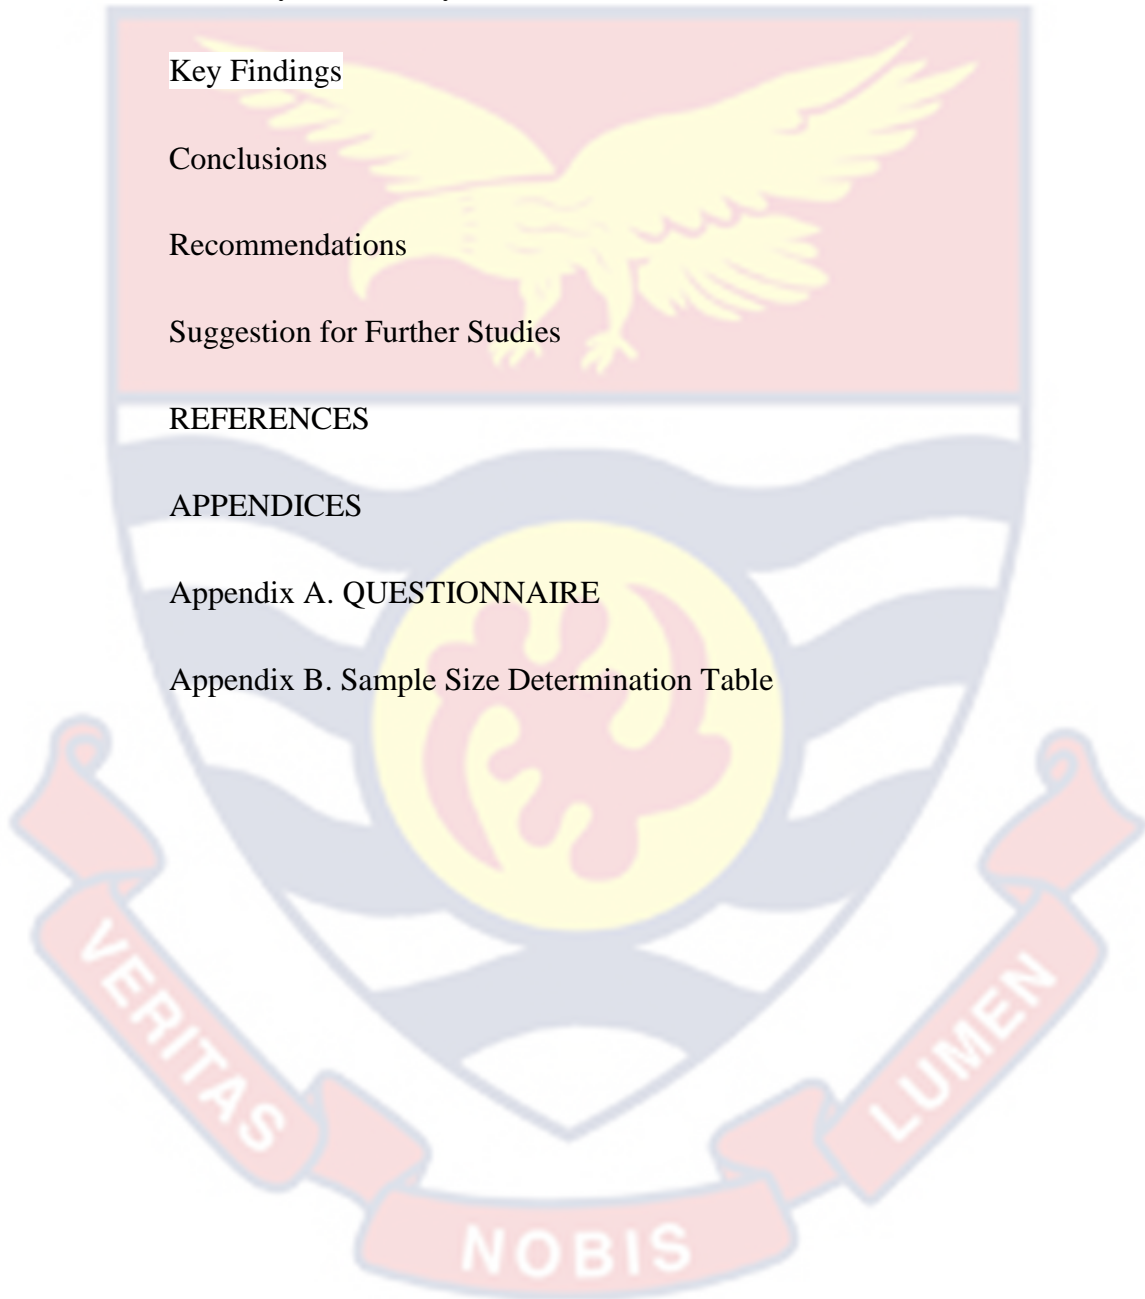 Key Findings
Conclusions
Recommendations
Suggestion for Further Studies
REFERENCES
APPENDICES
Appendix A. QUESTIONNAIRE
Appendix B. Sample Size Determination Table
VERITAS
NOBIS
LUMEN